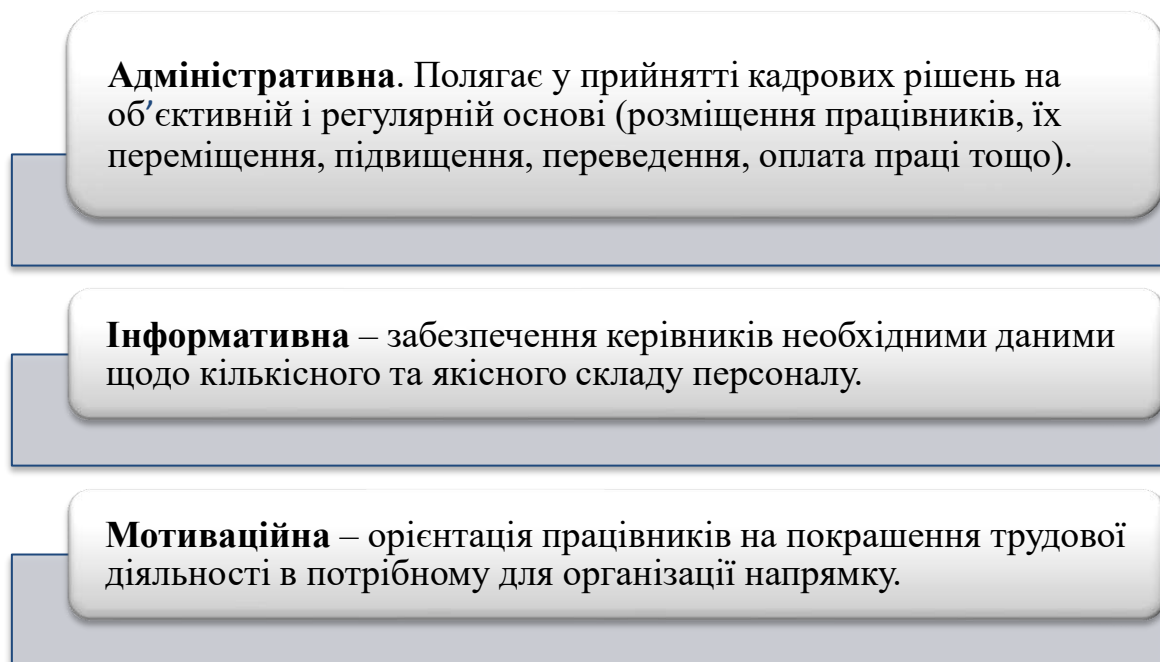 Адміністративна. Полягає у прийнятті кадрових рішень на
об’єктивній і регулярній основі (розміщення працівників, їх
переміщення, підвищення, переведення, оплата праці тощо).
Інформативна – забезпечення керівників необхідними даними
щодо кількісного та якісного складу персоналу.
Мотиваційна – орієнтація працівників на покрашення трудової
діяльності в потрібному для організації напрямку.